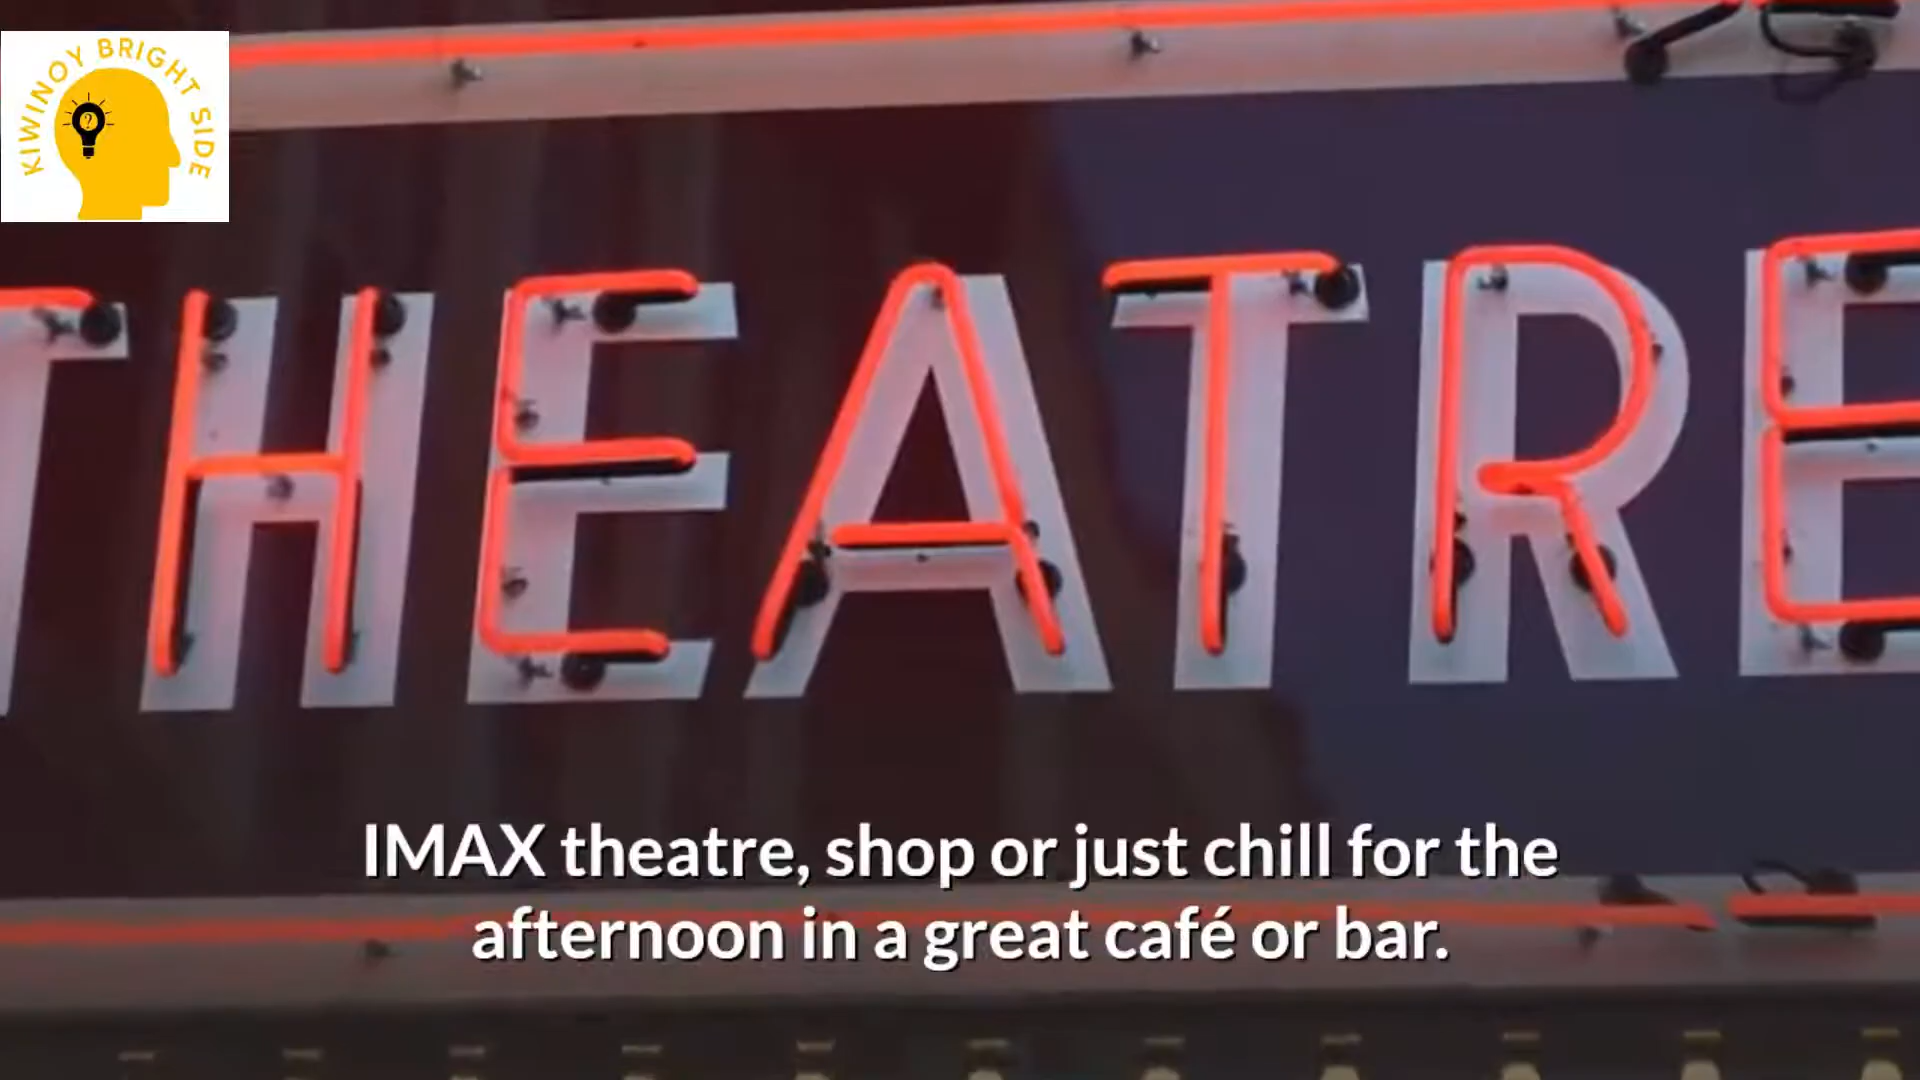 KIWINOY BRIGHT SIDE
?
THEATRE
IMAX theatre, shop or just chill for the
afternoon in a great café or bar.